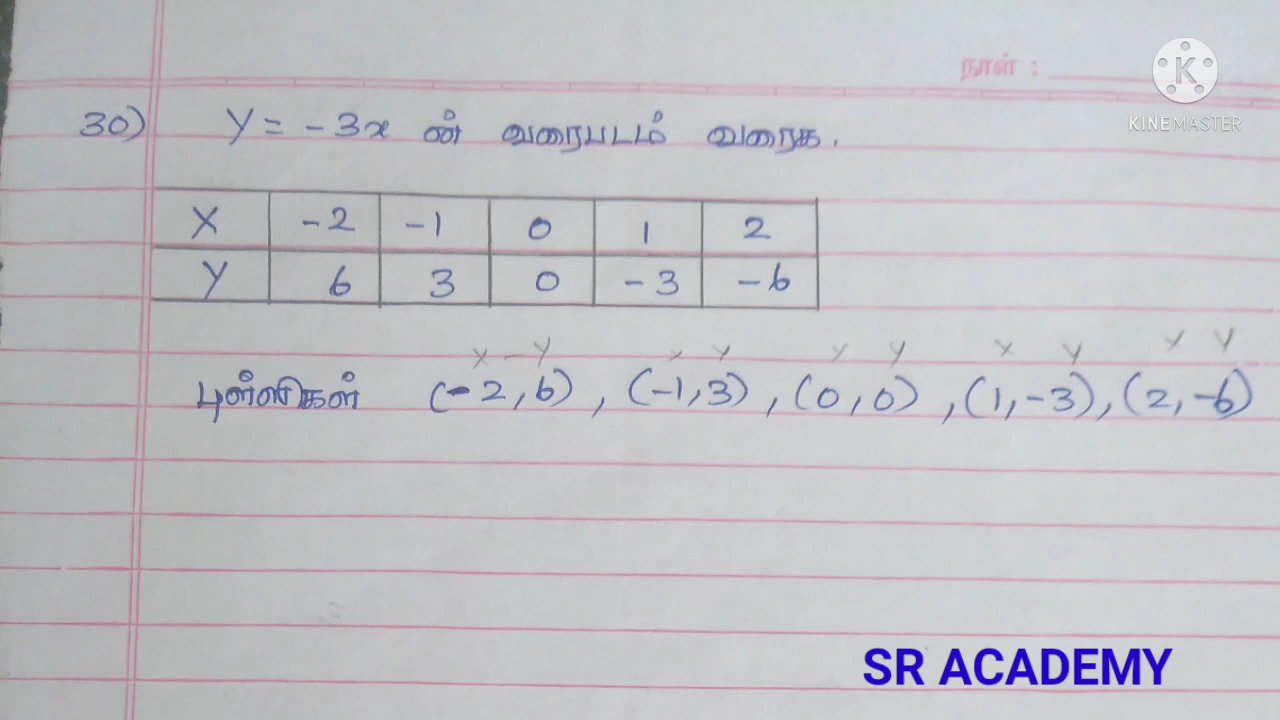 நாள் :
K
KINEMASTER
30) Y = -3x ன் வரைபடம் வரைக.
X -2 -1 0 1 2
Y 6 3 0 -3 -6
x - y x y x y x y x y
புள்ளிகள் (-2, 6), (-1, 3), (0, 0), (1, -3), (2, -6)
SR ACADEMY